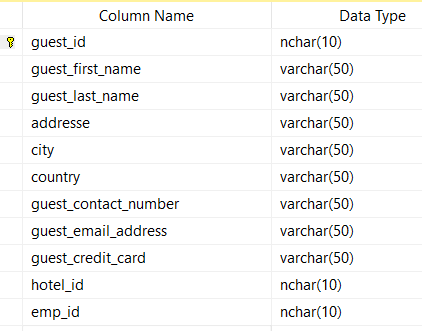 Column Name Data Type
guest_id nchar(10)
guest_first_name varchar(50)
guest_last_name varchar(50)
addresse varchar(50)
city varchar(50)
country varchar(50)
guest_contact_number varchar(50)
guest_email_address varchar(50)
guest_credit_card varchar(50)
hotel_id nchar(10)
emp_id nchar(10)